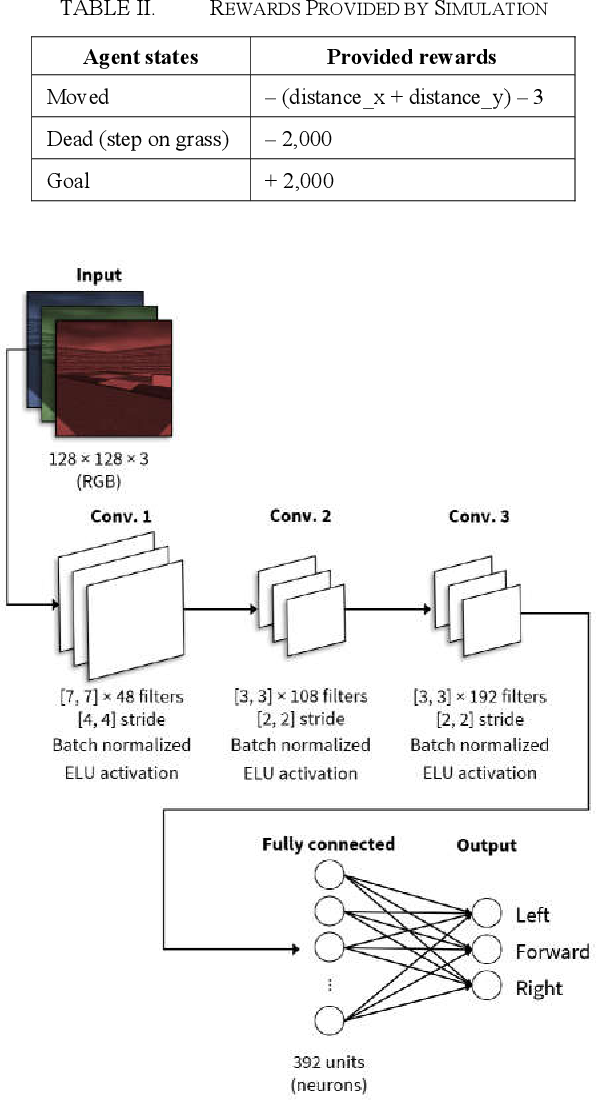 TABLE II. REWARDS PROVIDED BY SIMULATION
Agent states Provided rewards
Moved – (distance_x + distance_y) – 3
Dead (step on grass) – 2,000
Goal + 2,000
Input
128 × 128 × 3
(RGB)
Conv. 1 Conv. 2 Conv. 3
[7, 7] × 48 filters [3, 3] × 108 filters [3, 3] × 192 filters
[4, 4] stride [2, 2] stride [2, 2] stride
Batch normalized Batch normalized Batch normalized
ELU activation ELU activation ELU activation
Fully connected Output
Left
Forward
Right
392 units
(neurons)